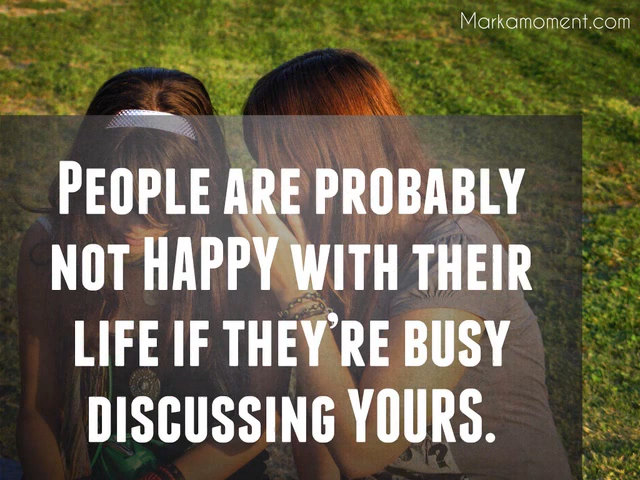 Markamoment.com
PEOPLE ARE PROBABLY
NOT HAPPY WITH THEIR
LIFE IF THEY'RE BUSY
DISCUSSING YOURS.